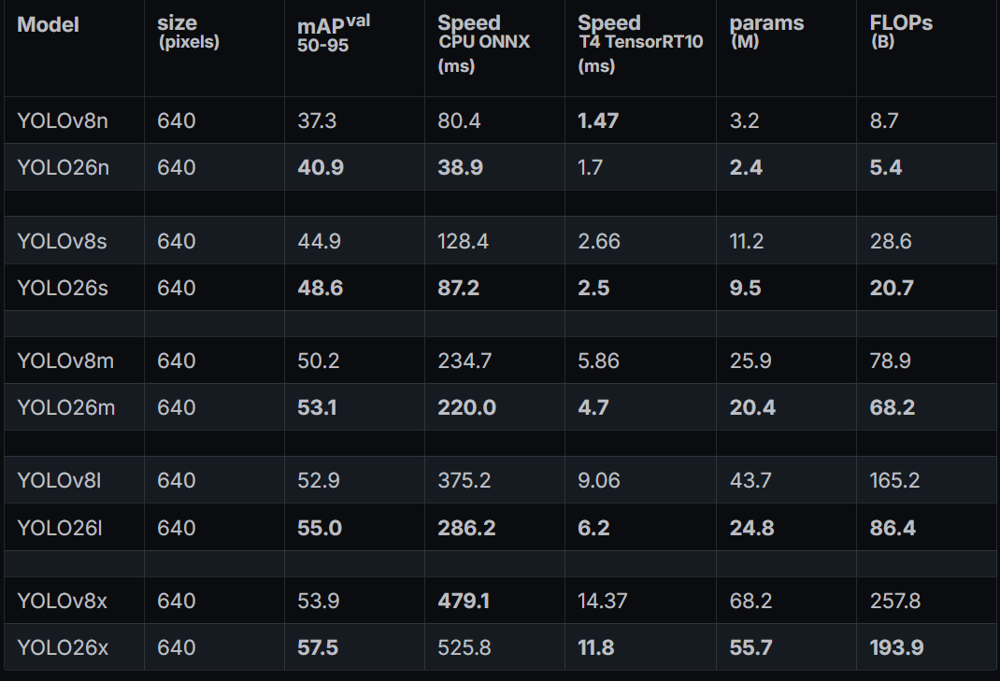 Model size (pixels) mAPval 50-95 Speed CPU ONNX (ms) Speed T4 TensorRT10 (ms) params (M) FLOPs (B)
YOLOv8n 640 37.3 80.4 1.47 3.2 8.7
YOLO26n 640 40.9 38.9 1.7 2.4 5.4
YOLOv8s 640 44.9 128.4 2.66 11.2 28.6
YOLO26s 640 48.6 87.2 2.5 9.5 20.7
YOLOv8m 640 50.2 234.7 5.86 25.9 78.9
YOLO26m 640 53.1 220.0 4.7 20.4 68.2
YOLOv8l 640 52.9 375.2 9.06 43.7 165.2
YOLO26l 640 55.0 286.2 6.2 24.8 86.4
YOLOv8x 640 53.9 479.1 14.37 68.2 257.8
YOLO26x 640 57.5 525.8 11.8 55.7 193.9